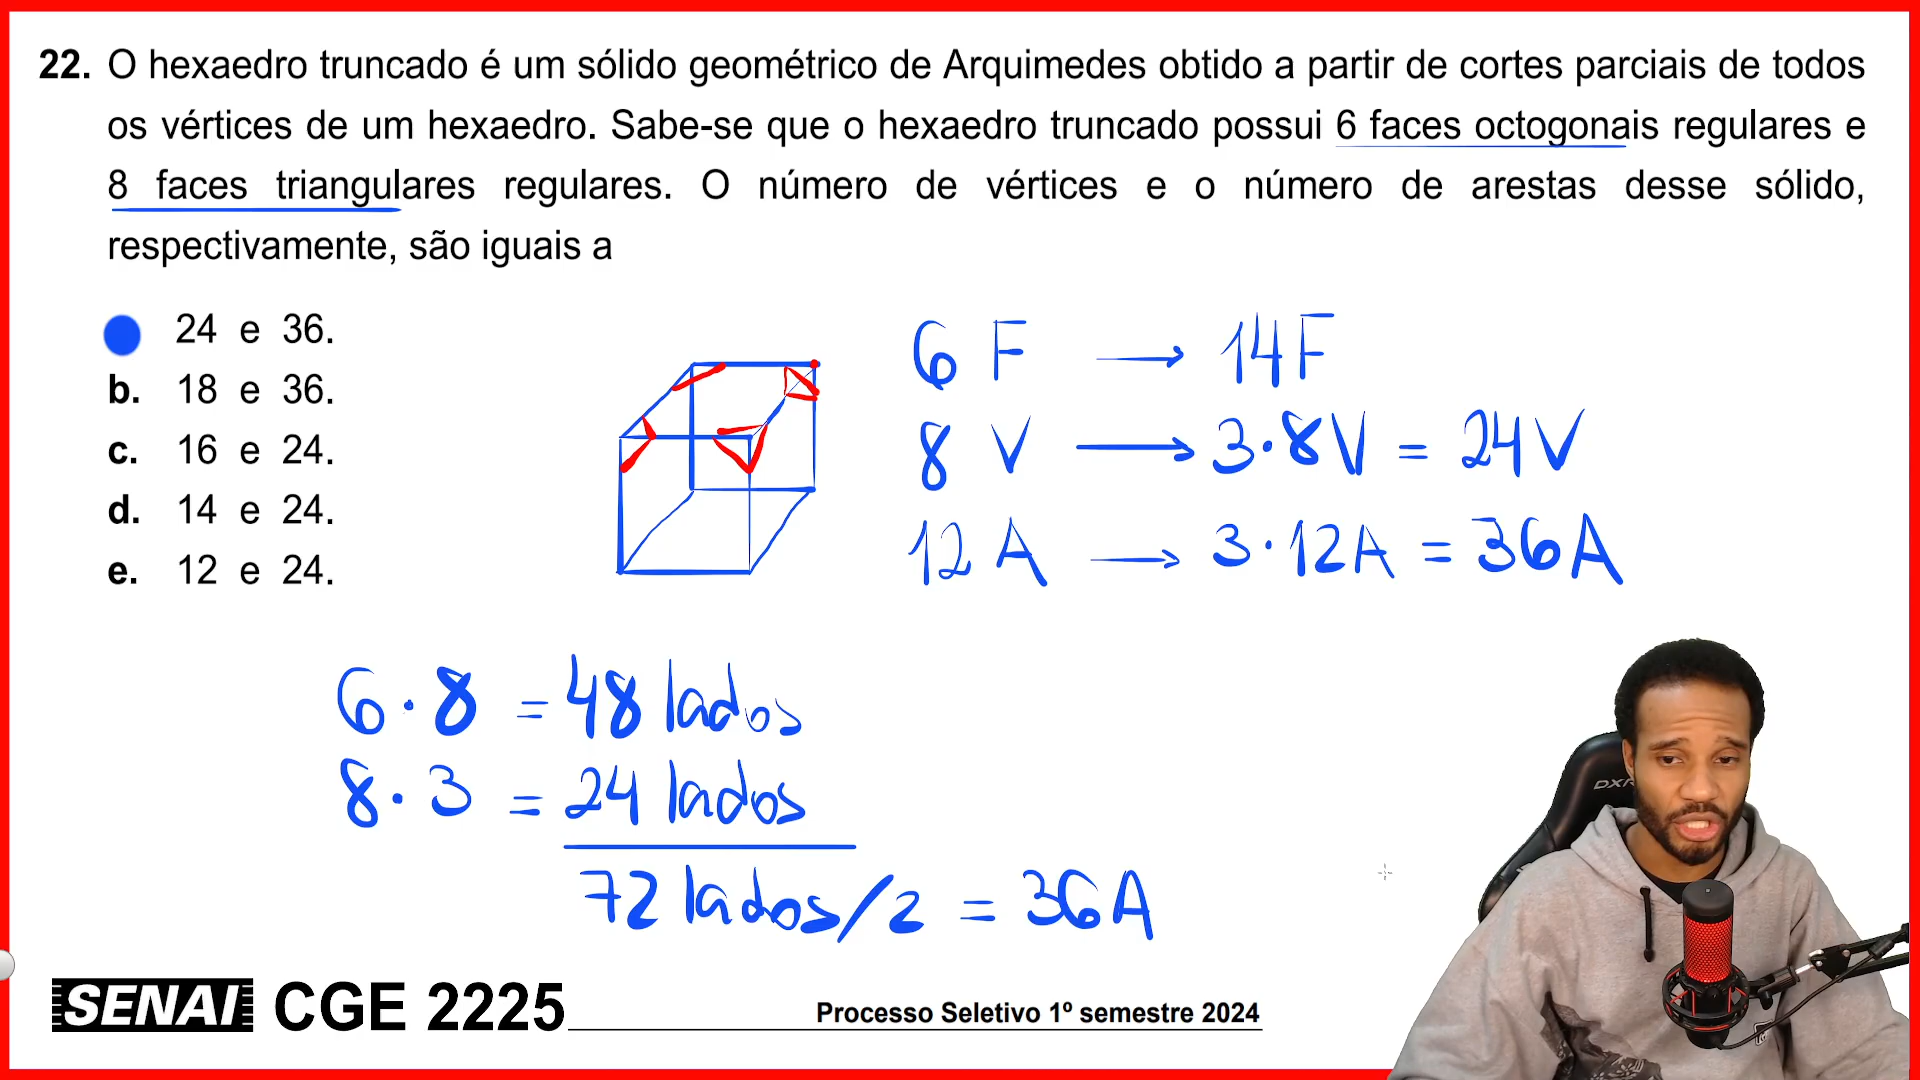 22. O hexaedro truncado é um sólido geométrico de Arquimedes obtido a partir de cortes parciais de todos
os vértices de um hexaedro. Sabe-se que o hexaedro truncado possui 6 faces octogonais regulares e
8 faces triangulares regulares. O número de vértices e o número de arestas desse sólido,
respectivamente, são iguais a
24 e 36.
b. 18 e 36.
c. 16 e 24.
d. 14 e 24.
e. 12 e 24.
6 F → 14 F
8 V → 3·8V = 24V
12 A → 3·12A = 36A
6·8 = 48 lados
8·3 = 24 lados
72 lados/2 = 36A
DXR
SENAI CGE 2225
Processo Seletivo 1º semestre 2024